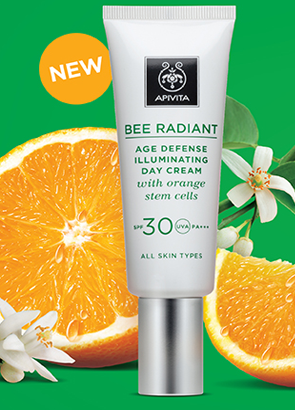 NEW
APIVITA
BEE RADIANT
AGE DEFENSE
ILLUMINATING
DAY CREAM
with orange
stem cells
SPF 30 UVA PA+++
ALL SKIN TYPES